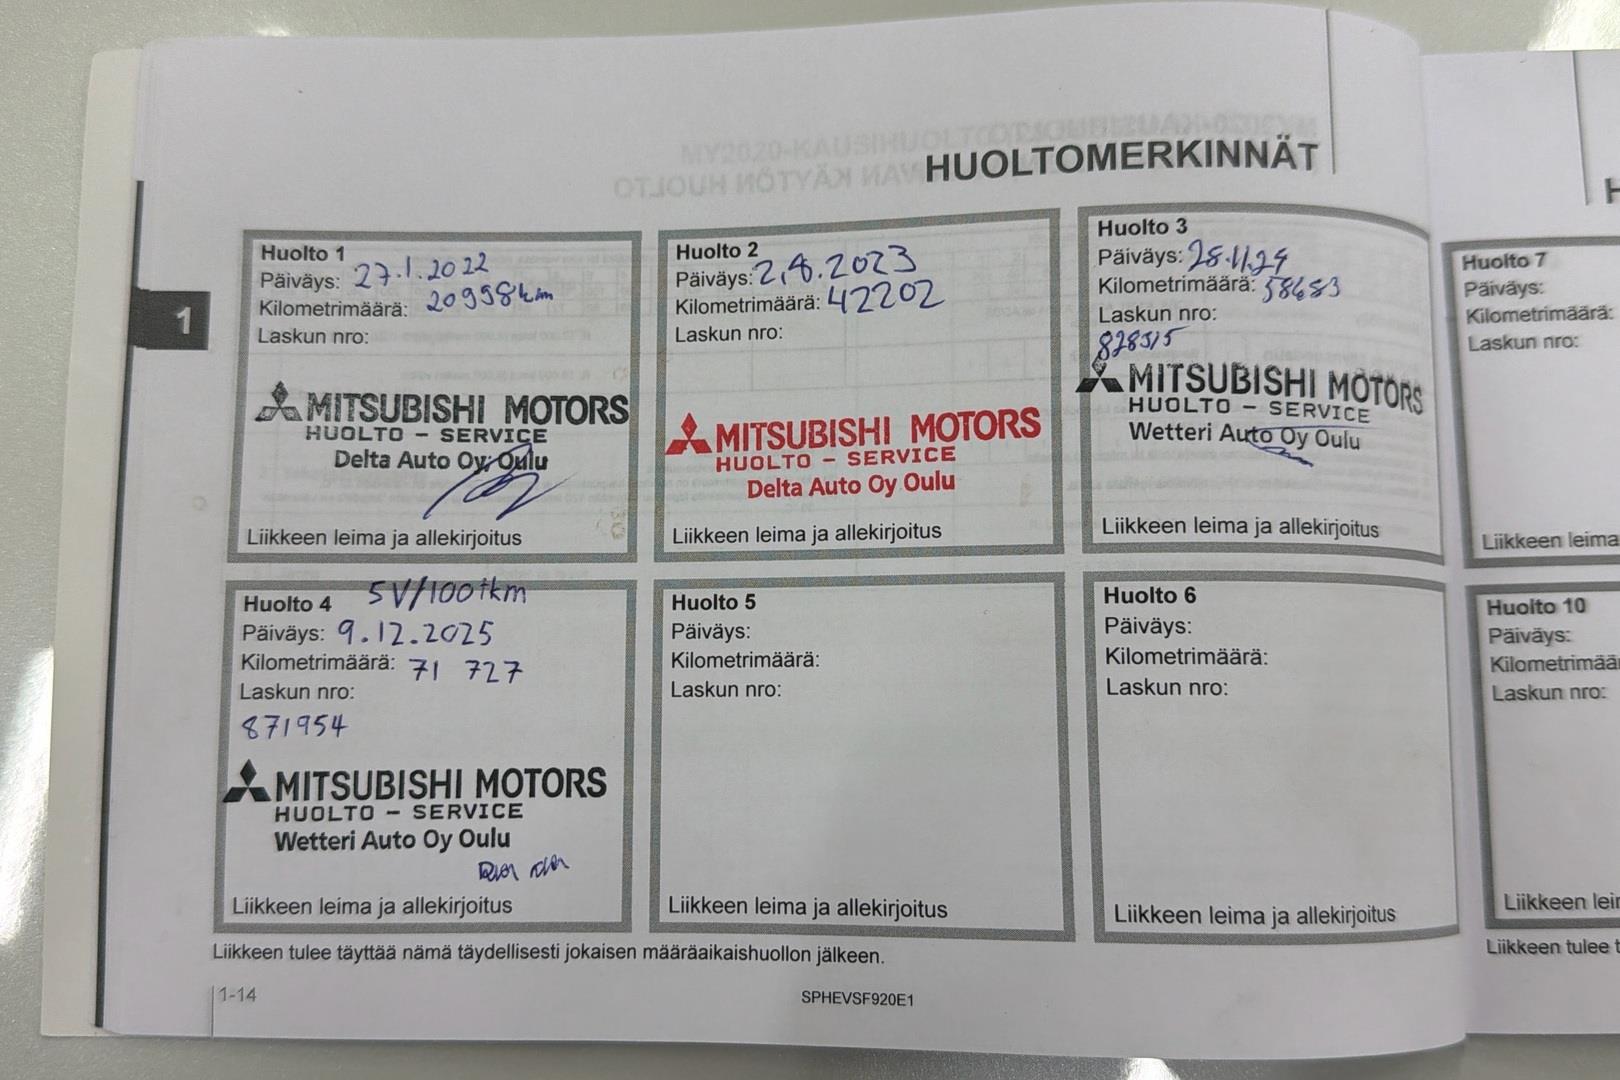 HUOLTOMERKINNÄT
1
Huolto 1
Päiväys: 27.1.2022
Kilometrimäärä: 20998km
Laskun nro:
MITSUBISHI MOTORS
HUOLTO - SERVICE
Delta Auto Oy, Oulu
Liikkeen leima ja allekirjoitus
Huolto 2
Päiväys: 2.8.2023
Kilometrimäärä: 42202
Laskun nro:
MITSUBISHI MOTORS
HUOLTO - SERVICE
Delta Auto Oy Oulu
Liikkeen leima ja allekirjoitus
Huolto 3
Päiväys: 28.11.24
Kilometrimäärä: 58683
Laskun nro:
828515
MITSUBISHI MOTORS
HUOLTO - SERVICE
Wetteri Auto Oy Oulu
Liikkeen leima ja allekirjoitus
Huolto 4 5V/100tkm
Päiväys: 9.12.2025
Kilometrimäärä: 71 727
Laskun nro:
871954
MITSUBISHI MOTORS
HUOLTO - SERVICE
Wetteri Auto Oy Oulu
Liikkeen leima ja allekirjoitus
Huolto 5
Päiväys:
Kilometrimäärä:
Laskun nro:
Liikkeen leima ja allekirjoitus
Huolto 6
Päiväys:
Kilometrimäärä:
Laskun nro:
Liikkeen leima ja allekirjoitus
Liikkeen tulee täyttää nämä täydellisesti jokaisen määräaikaishuollon jälkeen.
1-14
SPHEVSF920E1
H
Huolto 7
Päiväys:
Kilometrimäärä:
Laskun nro:
Liikkeen leima
Huolto 10
Päiväys:
Kilometrimää
Laskun nro:
Liikkeen lei
Liikkeen tulee t